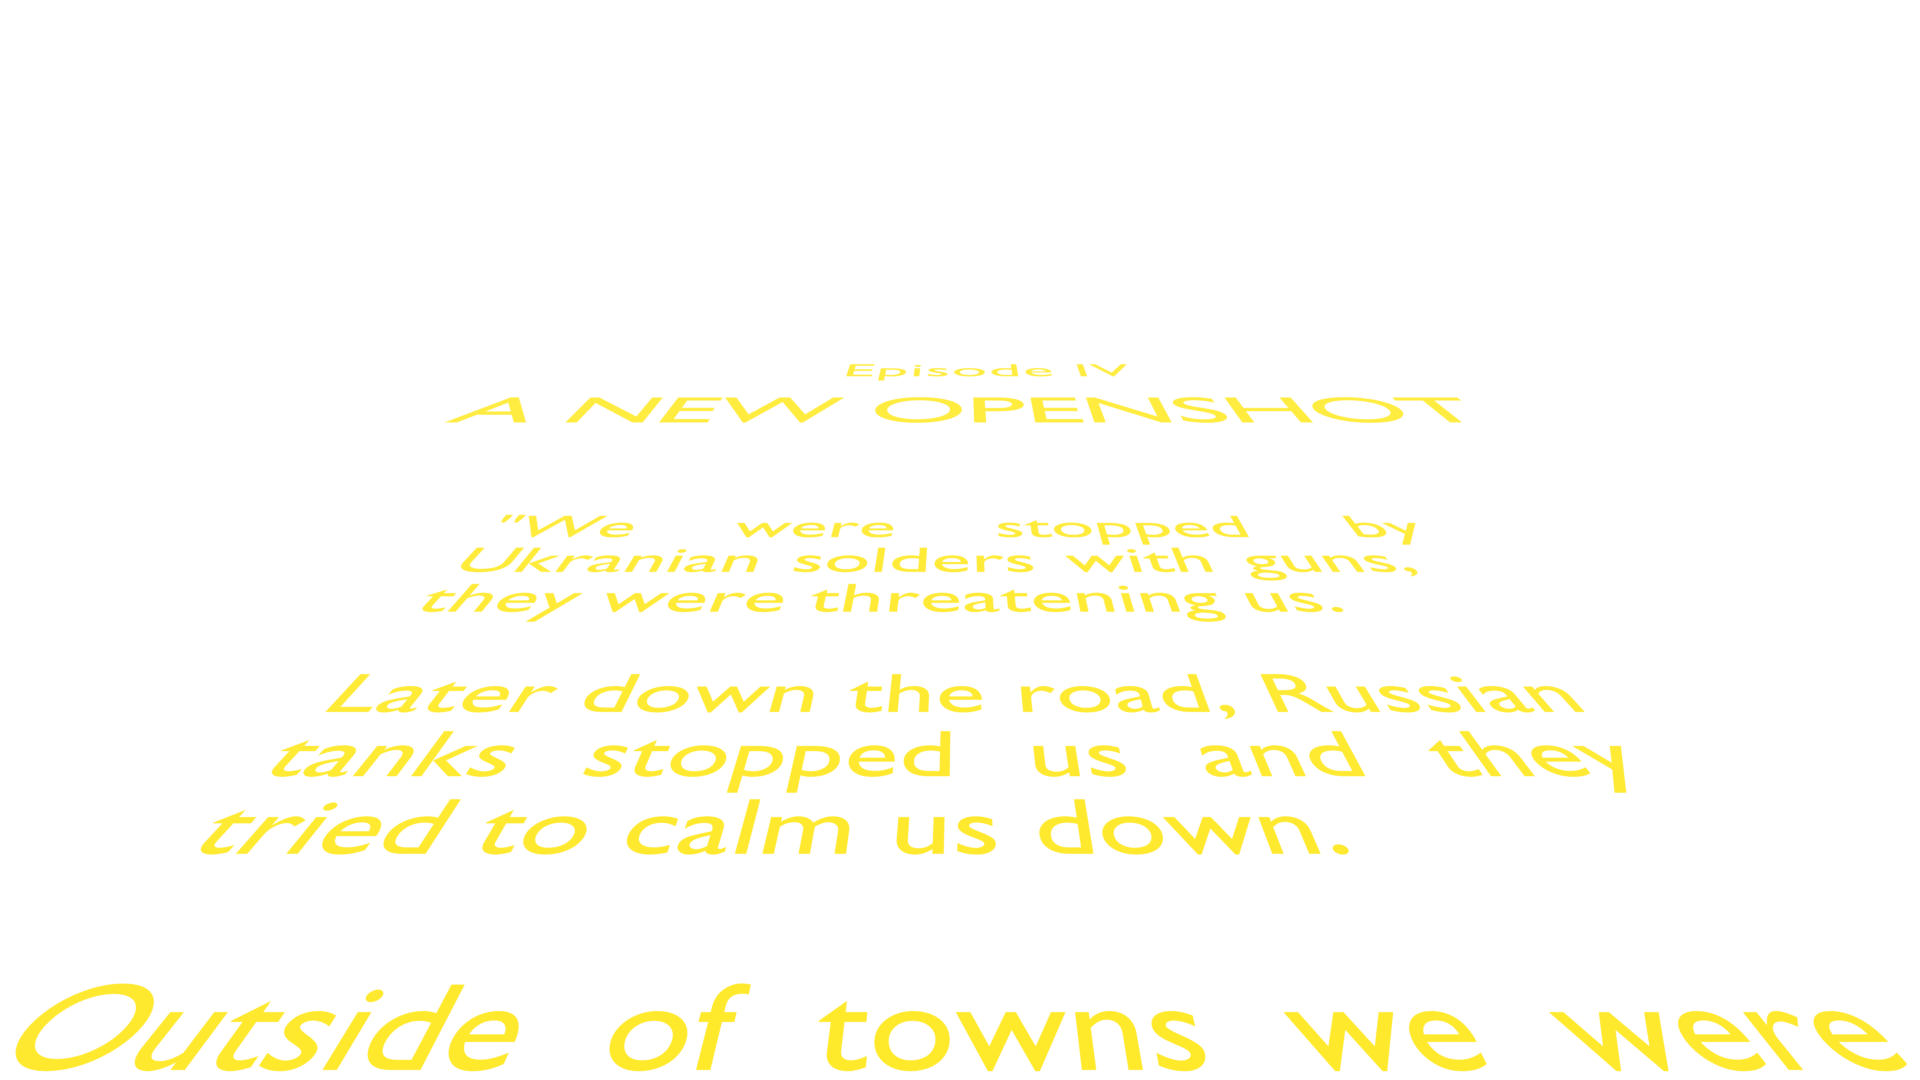 Episode IV
A NEW OPENSHOT
"We were stopped by
Ukranian solders with guns,
they were threatening us.
Later down the road, Russian
tanks stopped us and they
tried to calm us down.
Outside of towns we were